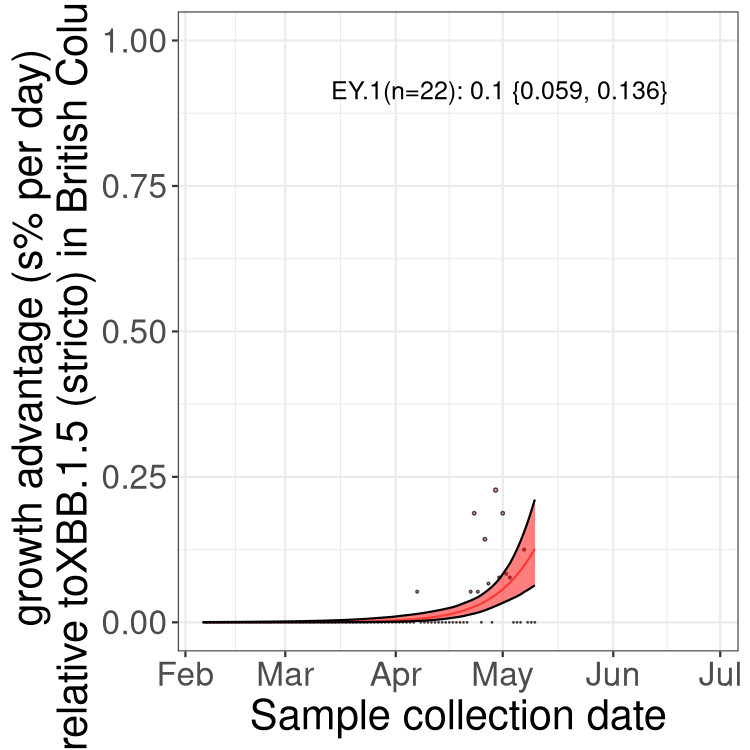 growth advantage (s% per day)
relative toXBB.1.5 (stricto) in British Colu
1.00
0.75
0.50
0.25
0.00
EY.1(n=22): 0.1 {0.059, 0.136}
Feb Mar Apr May Jun Jul
Sample collection date